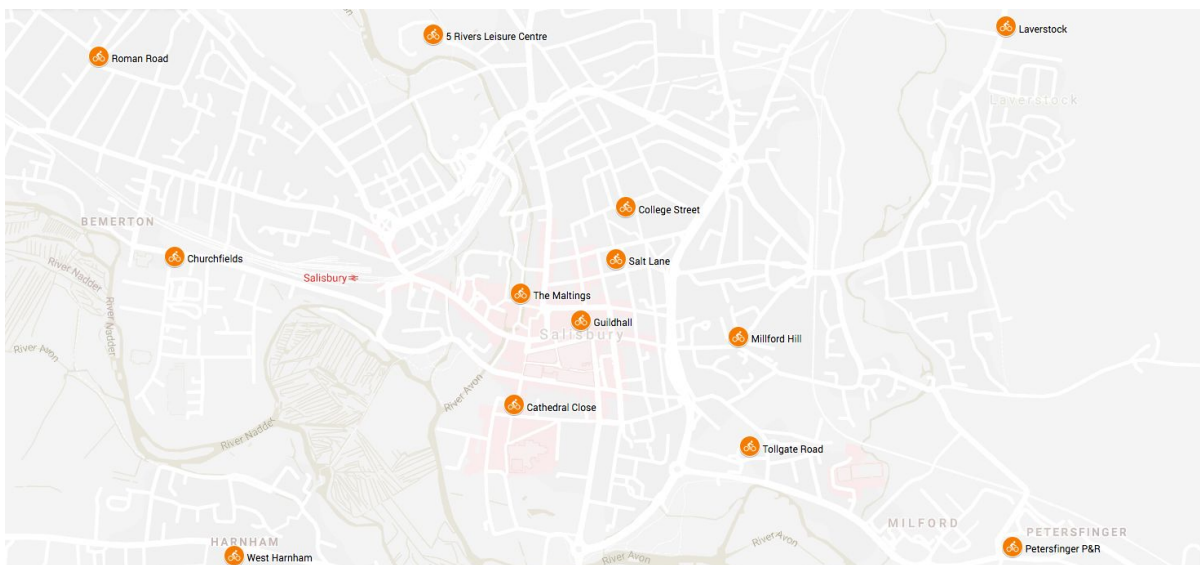 Laverstock
5 Rivers Leisure Centre
Roman Road
Laverstock
College Street
BEMERTON
Churchfields
Salt Lane
River Nadder
Salisbury
The Maltings
River Nadder
Guildhall
Salisbury
Millford Hill
River Avon
River Avon
Cathedral Close
River Nadder
Tollgate Road
MILFORD
PETERSFINGER
River Avon
HARNHAM
Petersfinger P&R
West Harnham
River Avon